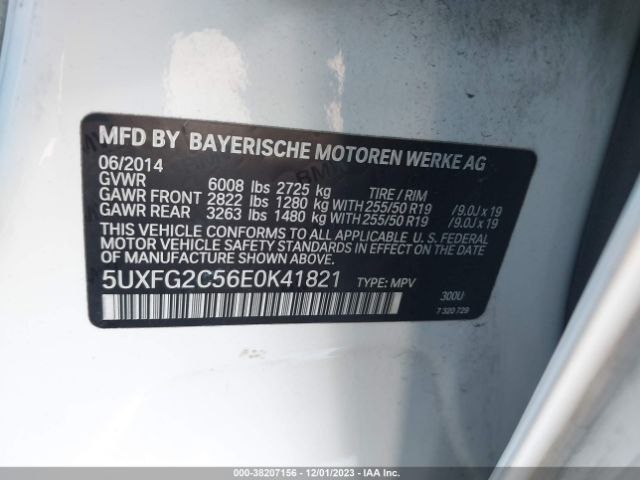 MFD BY BAYERISCHE MOTOREN WERKE AG
06/2014
GVWR 6008 lbs 2725 kg TIRE / RIM
GAWR FRONT 2822 lbs 1280 kg WITH 255/50 R19 / 9.0J x 19
GAWR REAR 3263 lbs 1480 kg WITH 255/50 R19 / 9.0J x 19
THIS VEHICLE CONFORMS TO ALL APPLICABLE U.S. FEDERAL
MOTOR VEHICLE SAFETY STANDARDS IN EFFECT ON THE DATE
OF MANUFACTURE SHOWN ABOVE.
5UXFG2C56E0K41821 TYPE: MPV
300U
7 320 729
000-38207156 - 12/01/2023 - Copyright © 2023 IAA Inc.